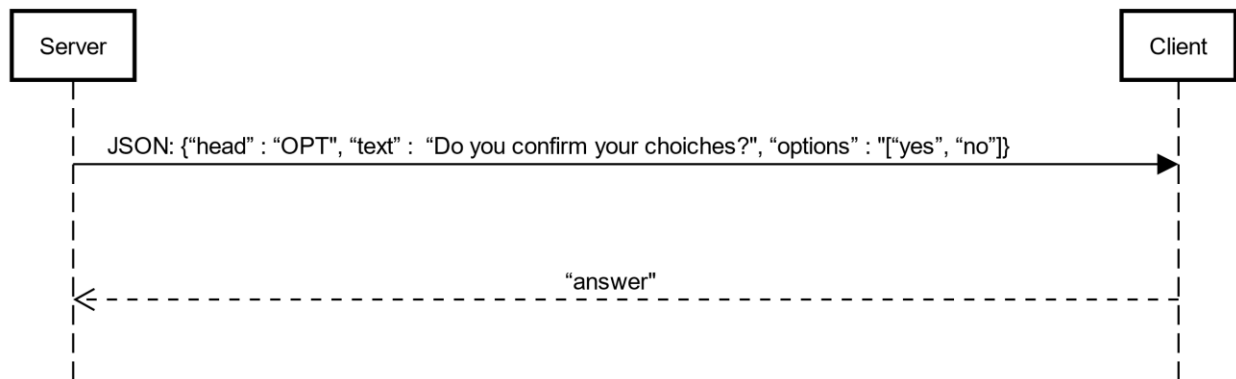 Server
Client
JSON: {“head” : “OPT", “text” :  “Do you confirm your choiches?", “options” : "[“yes”, “no”]}
“answer"